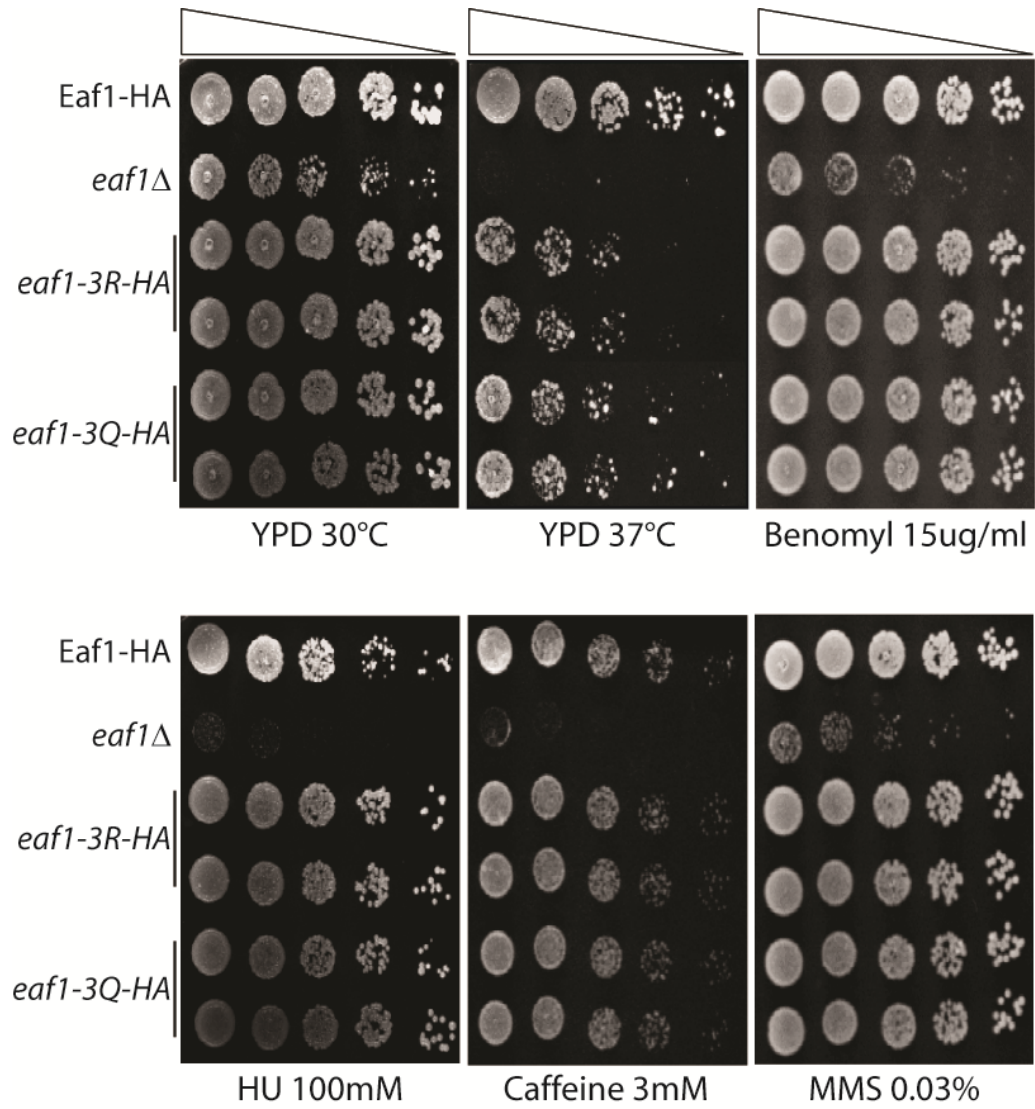 Eaf1-HA
eaf1Δ
eaf1-3R-HA
eaf1-3Q-HA
YPD 30°C
YPD 37°C
Benomyl 15ug/ml
Eaf1-HA
eaf1Δ
eaf1-3R-HA
eaf1-3Q-HA
HU 100mM
Caffeine 3mM
MMS 0.03%